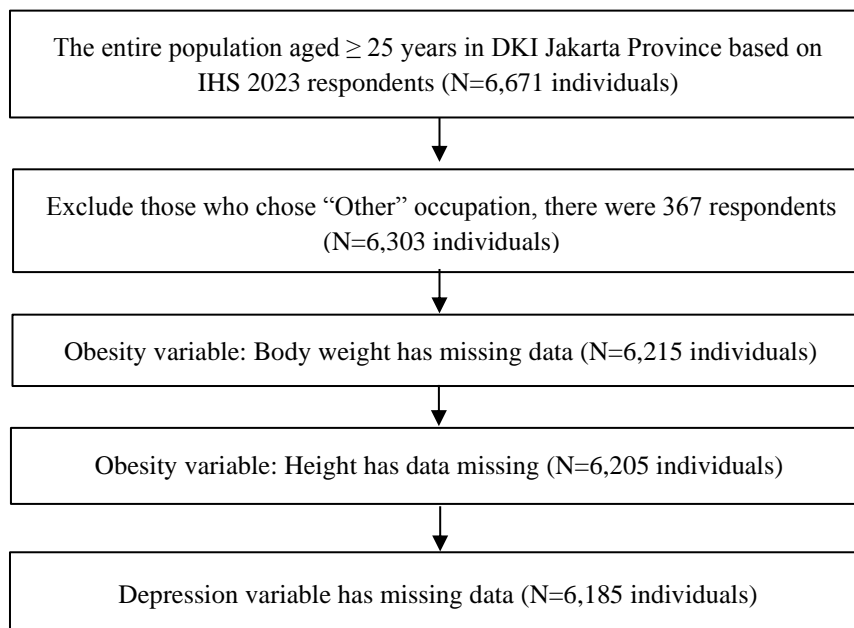 The entire population aged ≥ 25 years in DKI Jakarta Province based on
IHS 2023 respondents (N=6,671 individuals)
Exclude those who chose “Other” occupation, there were 367 respondents
(N=6,303 individuals)
Obesity variable: Body weight has missing data (N=6,215 individuals)
Obesity variable: Height has data missing (N=6,205 individuals)
Depression variable has missing data (N=6,185 individuals)